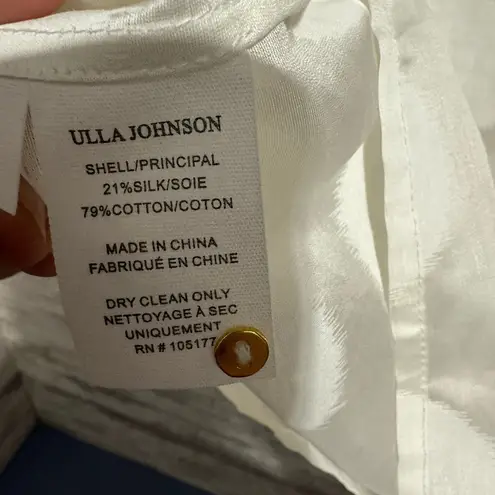 ULLA JOHNSON
SHELL/PRINCIPAL
21%SILK/SOIE
79%COTTON/COTON
MADE IN CHINA
FABRIQUÉ EN CHINE
DRY CLEAN ONLY
NETTOYAGE À SEC
UNIQUEMENT
RN # 105177